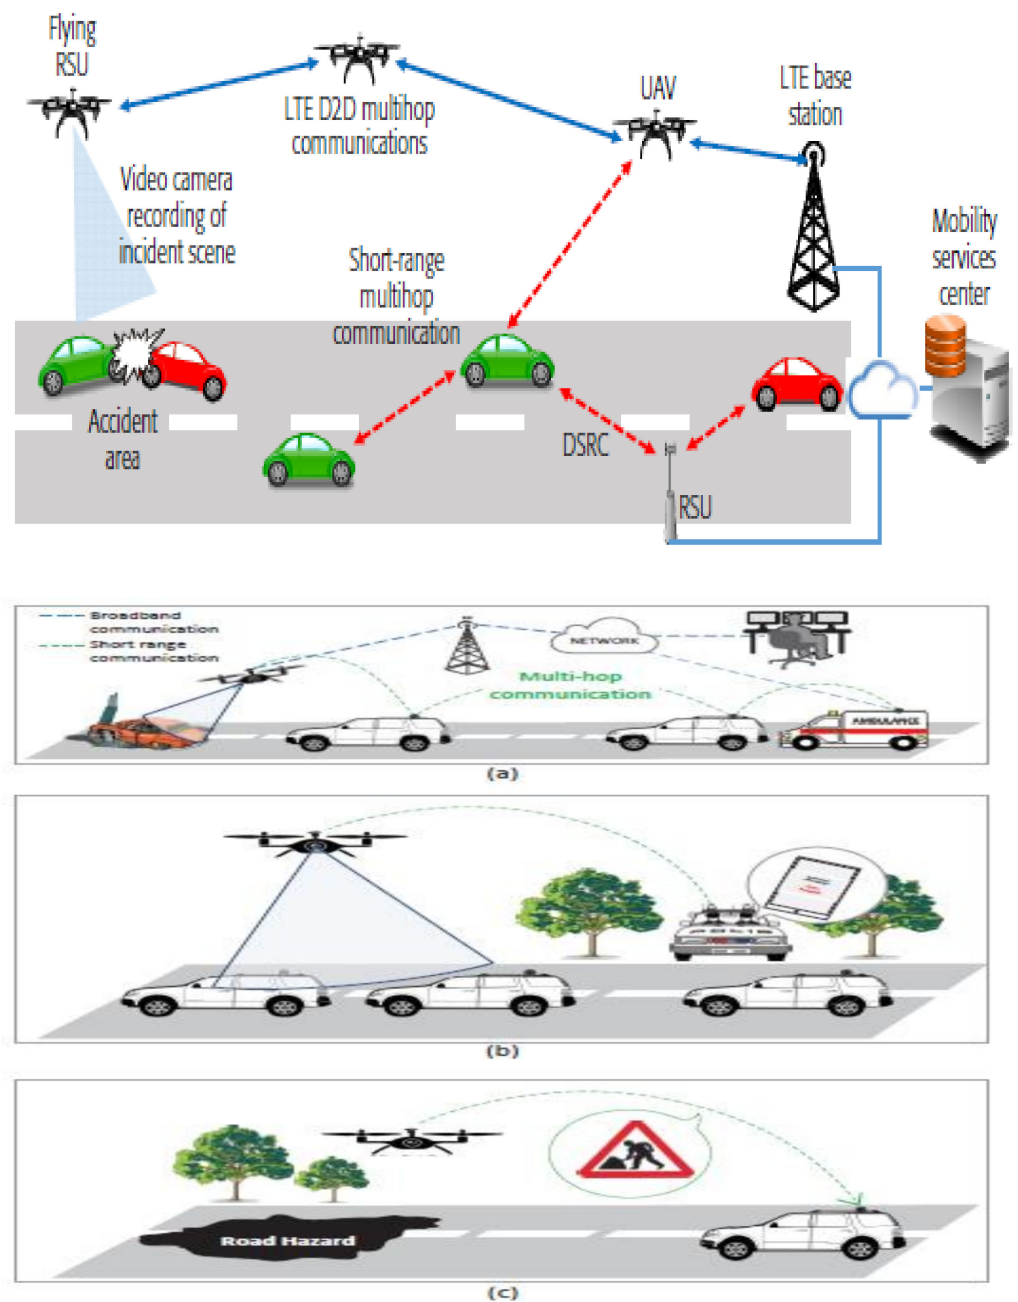 Flying
RSU
LTE D2D multihop
communications
UAV
LTE base
station
Video camera
recording of
incident scene
Short-range
multihop
communication
Mobility
services
center
Accident
area
DSRC
RSU
Broadband
communication
Short range
communication
NETWORK
Multi-hop
communication
AMBULANCE
(a)
(b)
Road Hazard
(c)